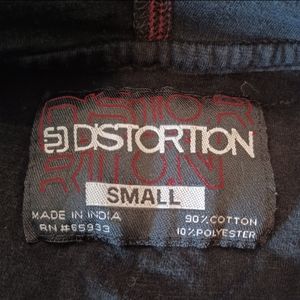 DISTORTION
SMALL
MADE IN INDIA
90% COTTON
RN #65933
10% POLYESTER